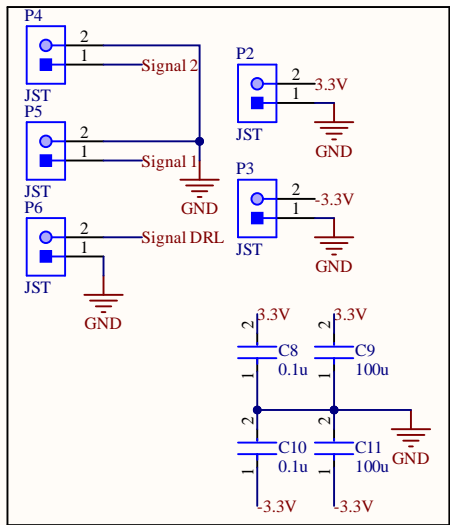 P4
2
1
Signal 2
JST
P5
2
1
Signal 1
JST
GND
P6
2
1
Signal DRL
JST
GND
P2
2
3.3V
1
JST
GND
P3
2
-3.3V
1
JST
GND
3.3V
3.3V
2
C8
0.1u
1
2
C9
100u
1
2
C10
0.1u
1
2
C11
100u
1
GND
-3.3V
-3.3V